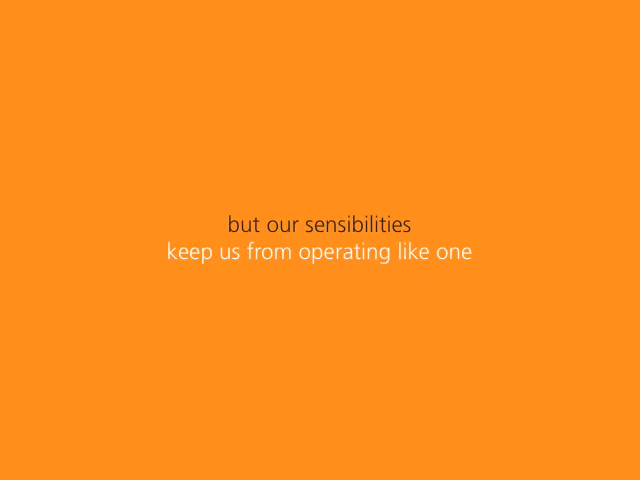 but our sensibilities
keep us from operating like one